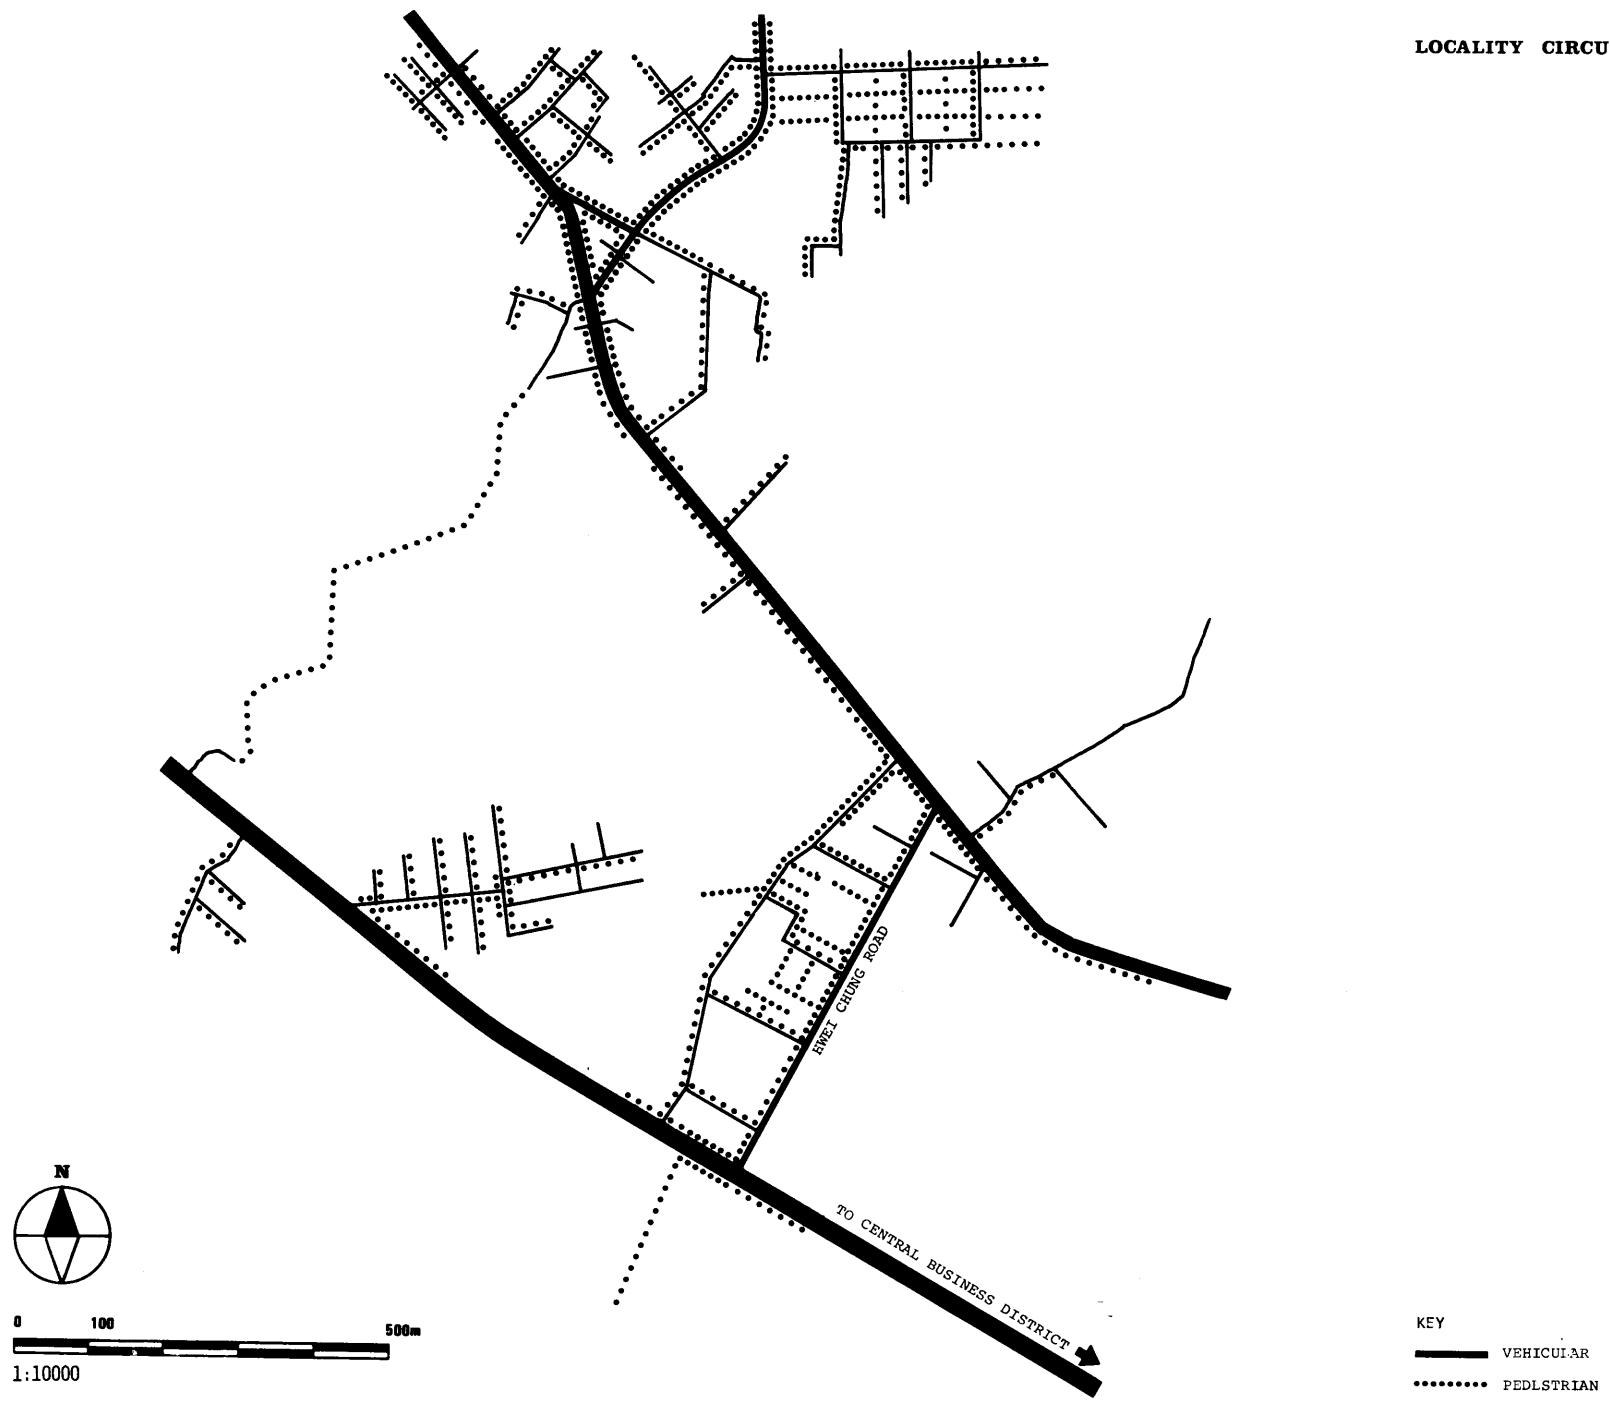 LOCALITY CIRCU
HWEI CHUNG ROAD
N
TO CENTRAL BUSINESS DISTRICT
0 100 500m
1:10000
KEY
VEHICULAR
PEDLSTRIAN